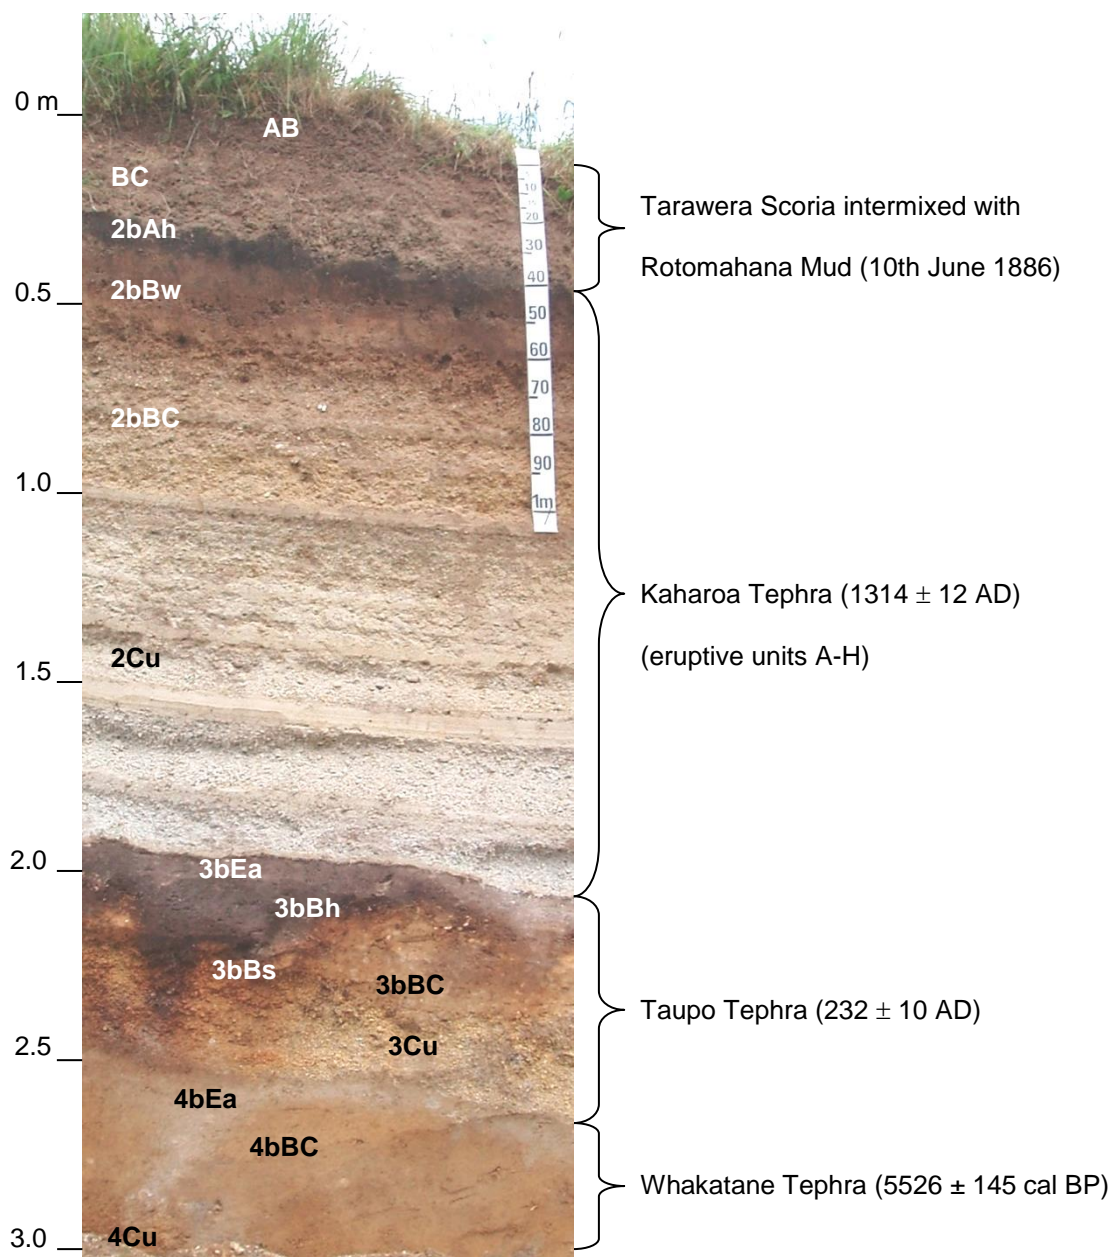 0 m
AB
BC
2bAh
0.5
2bBw
2bBC
1.0
2Cu
1.5
2.0
3bEa
3bBh
3bBs
3bBC
3Cu
2.5
4bEa
4bBC
4Cu
3.0
10
20
30
40
50
60
70
80
90
1m
Tarawera Scoria intermixed with
Rotomahana Mud (10th June 1886)
Kaharoa Tephra (1314 ± 12 AD)
(eruptive units A-H)
Taupo Tephra (232 ± 10 AD)
Whakatane Tephra (5526 ± 145 cal BP)